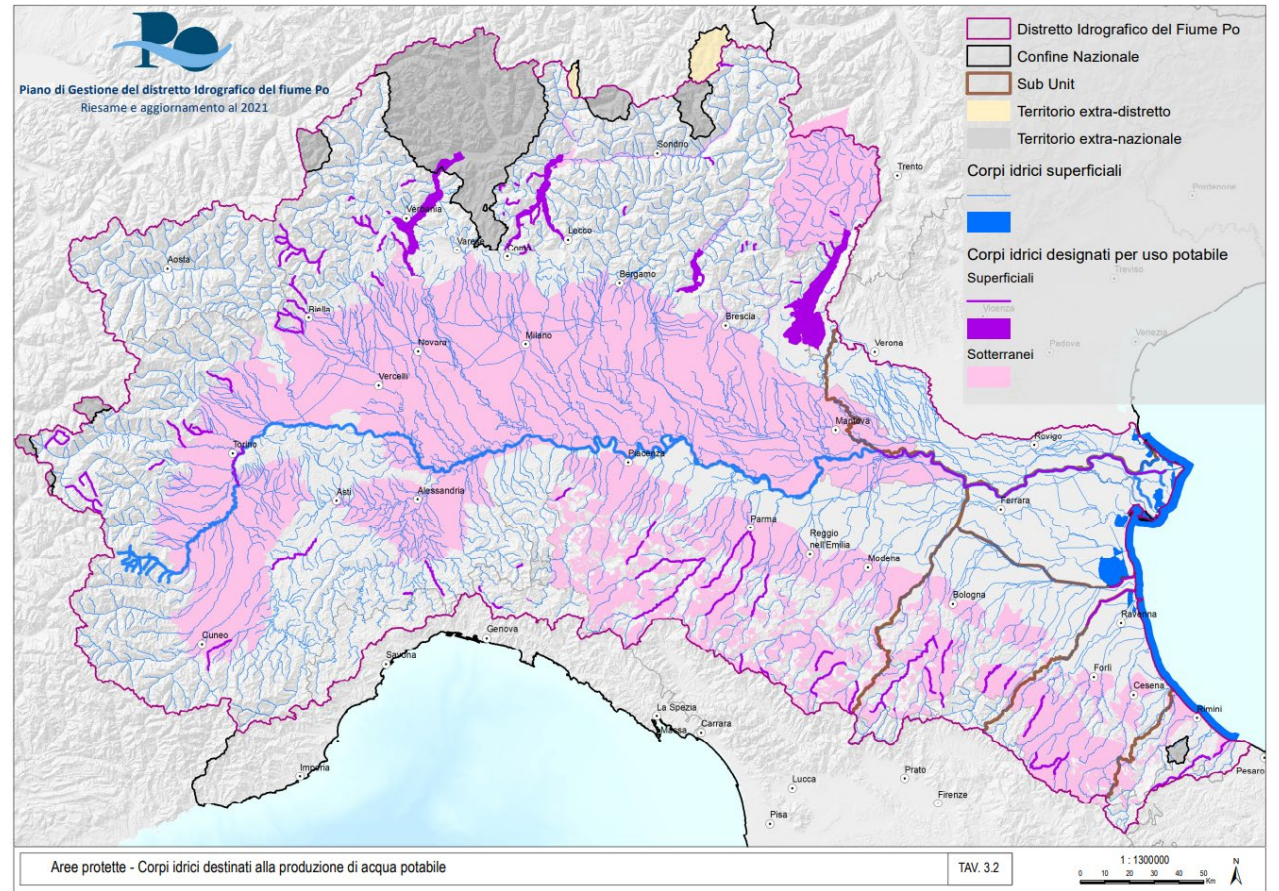 Po
Piano di Gestione del distretto Idrografico del fiume Po
Riesame e aggiornamento al 2021
Distretto Idrografico del Fiume Po
Confine Nazionale
Sub Unit
Territorio extra-distretto
Territorio extra-nazionale
Corpi idrici superficiali
Corpi idrici designati per uso potabile
Superficiali
Sotterranei
Sondrio
Trento
Pordenone
Verbania
Varese
Como
Lecco
Aosta
Bergamo
Treviso
Biella
Brescia
Vicenza
Novara
Milano
Verona
Padova
Venezia
Vercelli
Mantova
Rovigo
Torino
Piacenza
Asti
Alessandria
Ferrara
Parma
Reggio
nell'Emilia
Modena
Bologna
Ravenna
Cuneo
Genova
Savona
Forlì
Cesena
Rimini
La Spezia
Massa
Carrara
Imperia
Lucca
Prato
Pesaro
Firenze
Pisa
Aree protette - Corpi idrici destinati alla produzione di acqua potabile
TAV. 3.2
1 : 1300000
0 10 20 30 40 50
Km
N